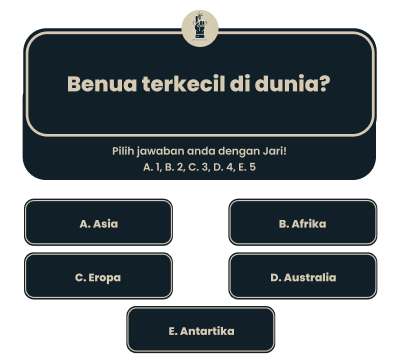 Benua terkecil di dunia?
Pilih jawaban anda dengan Jari!
A. 1, B. 2, C. 3, D. 4, E. 5
A. Asia
B. Afrika
C. Eropa
D. Australia
E. Antartika